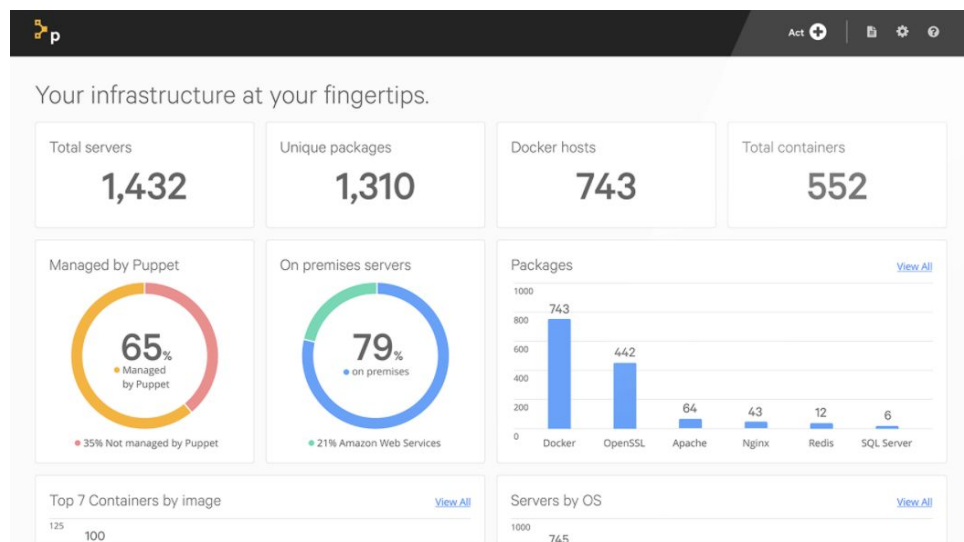 p
Act
Your infrastructure at your fingertips.
Total servers
1,432
Unique packages
1,310
Docker hosts
743
Total containers
552
Managed by Puppet
65%
Managed
by Puppet
35% Not managed by Puppet
On premises servers
79%
on premises
21% Amazon Web Services
Packages
View All
1000
800
600
400
200
0
743
442
64
43
12
6
Docker
OpenSSL
Apache
Nginx
Redis
SQL Server
Top 7 Containers by image
View All
125
100
Servers by OS
View All
1000
745